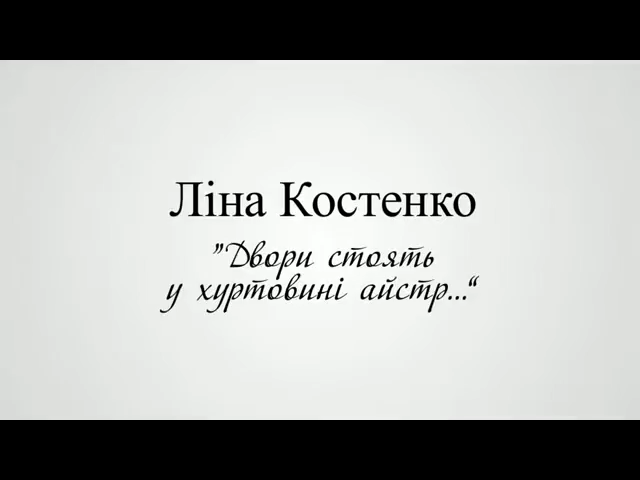 Ліна Костенко
"Двори стоять
у хуртовині айстр..."